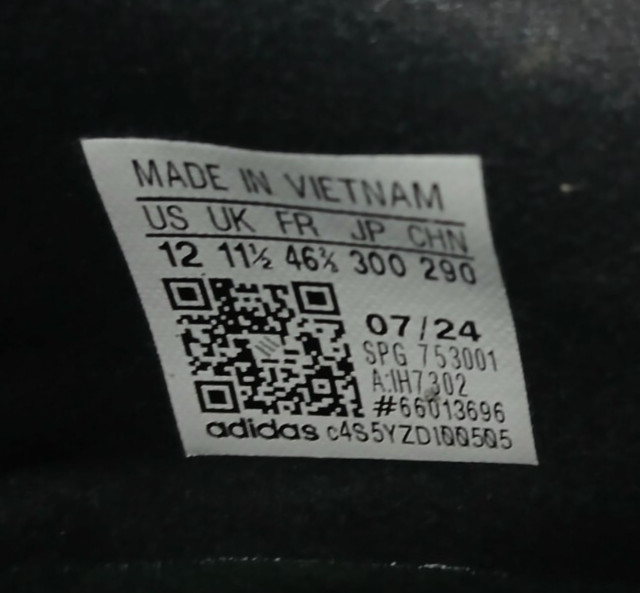 MADE IN VIETNAM
US UK FR JP CHN
12 11½ 46⅔ 300 290
07/24
SPG 753001
A:IH7302
#66013696
adidas c4S5YZDI00505